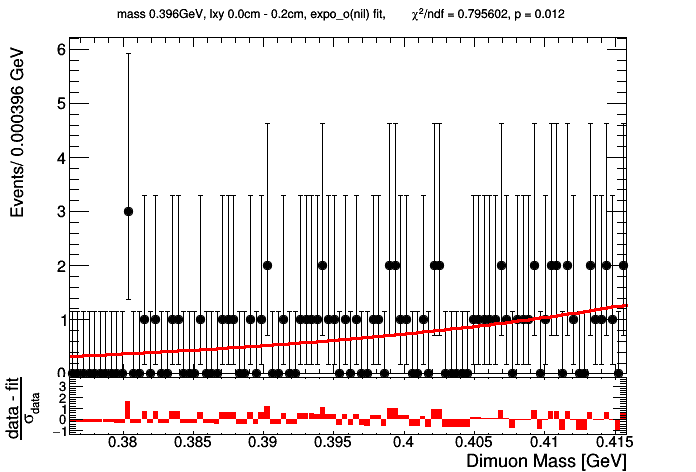 mass 0.396GeV, lxy 0.0cm - 0.2cm, expo_o(nil) fit, χ²/ndf = 0.795602, p = 0.012
Events/ 0.000396 GeV
6
5
4
3
2
1
0
data - fit
σdata
3
2
1
0
−1
0.38 0.385 0.39 0.395 0.4 0.405 0.41 0.415
Dimuon Mass [GeV]